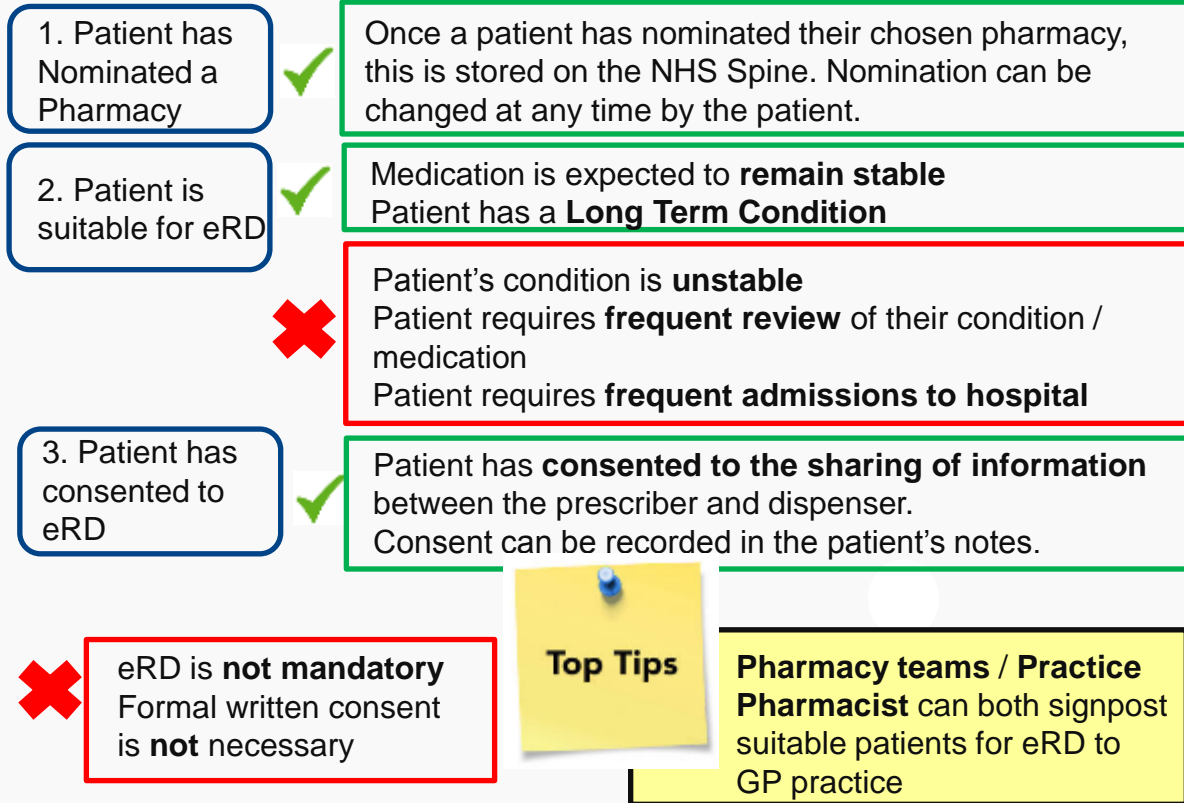 1. Patient has
Nominated a
Pharmacy
Once a patient has nominated their chosen pharmacy,
this is stored on the NHS Spine. Nomination can be
changed at any time by the patient.
2. Patient is
suitable for eRD
Medication is expected to remain stable
Patient has a Long Term Condition
Patient's condition is unstable
Patient requires frequent review of their condition /
medication
Patient requires frequent admissions to hospital
3. Patient has
consented to
eRD
Patient has consented to the sharing of information
between the prescriber and dispenser.
Consent can be recorded in the patient's notes.
eRD is not mandatory
Formal written consent
is not necessary
Top Tips
Pharmacy teams / Practice
Pharmacist can both signpost
suitable patients for eRD to
GP practice